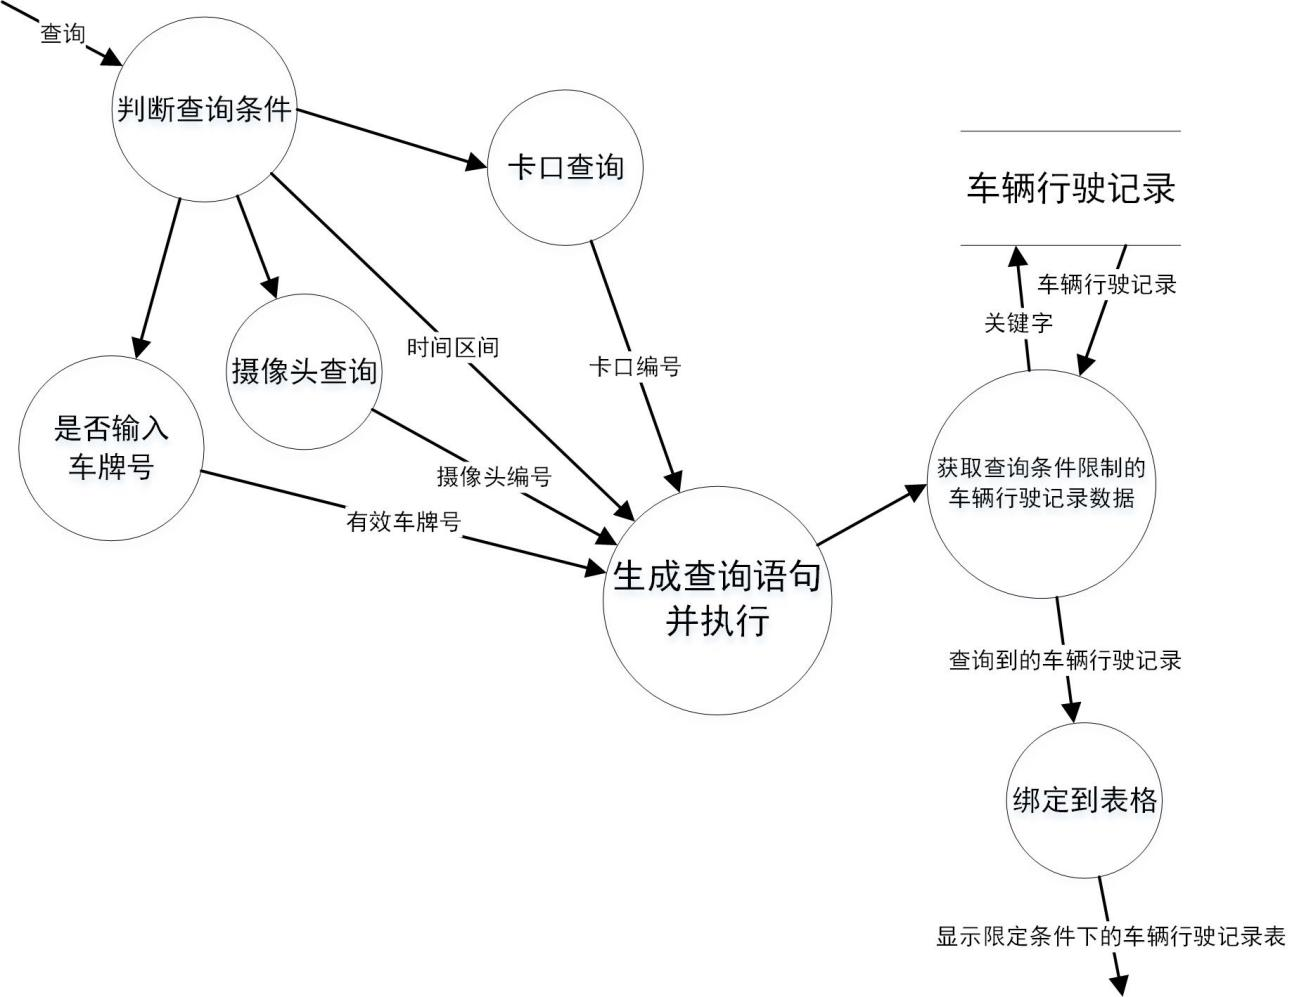 查询
判断查询条件
卡口查询
车辆行驶记录
车辆行驶记录
关键字
时间区间
卡口编号
摄像头查询
是否输入
车牌号
摄像头编号
有效车牌号
获取查询条件限制的
车辆行驶记录数据
生成查询语句
并执行
查询到的车辆行驶记录
绑定到表格
显示限定条件下的车辆行驶记录表